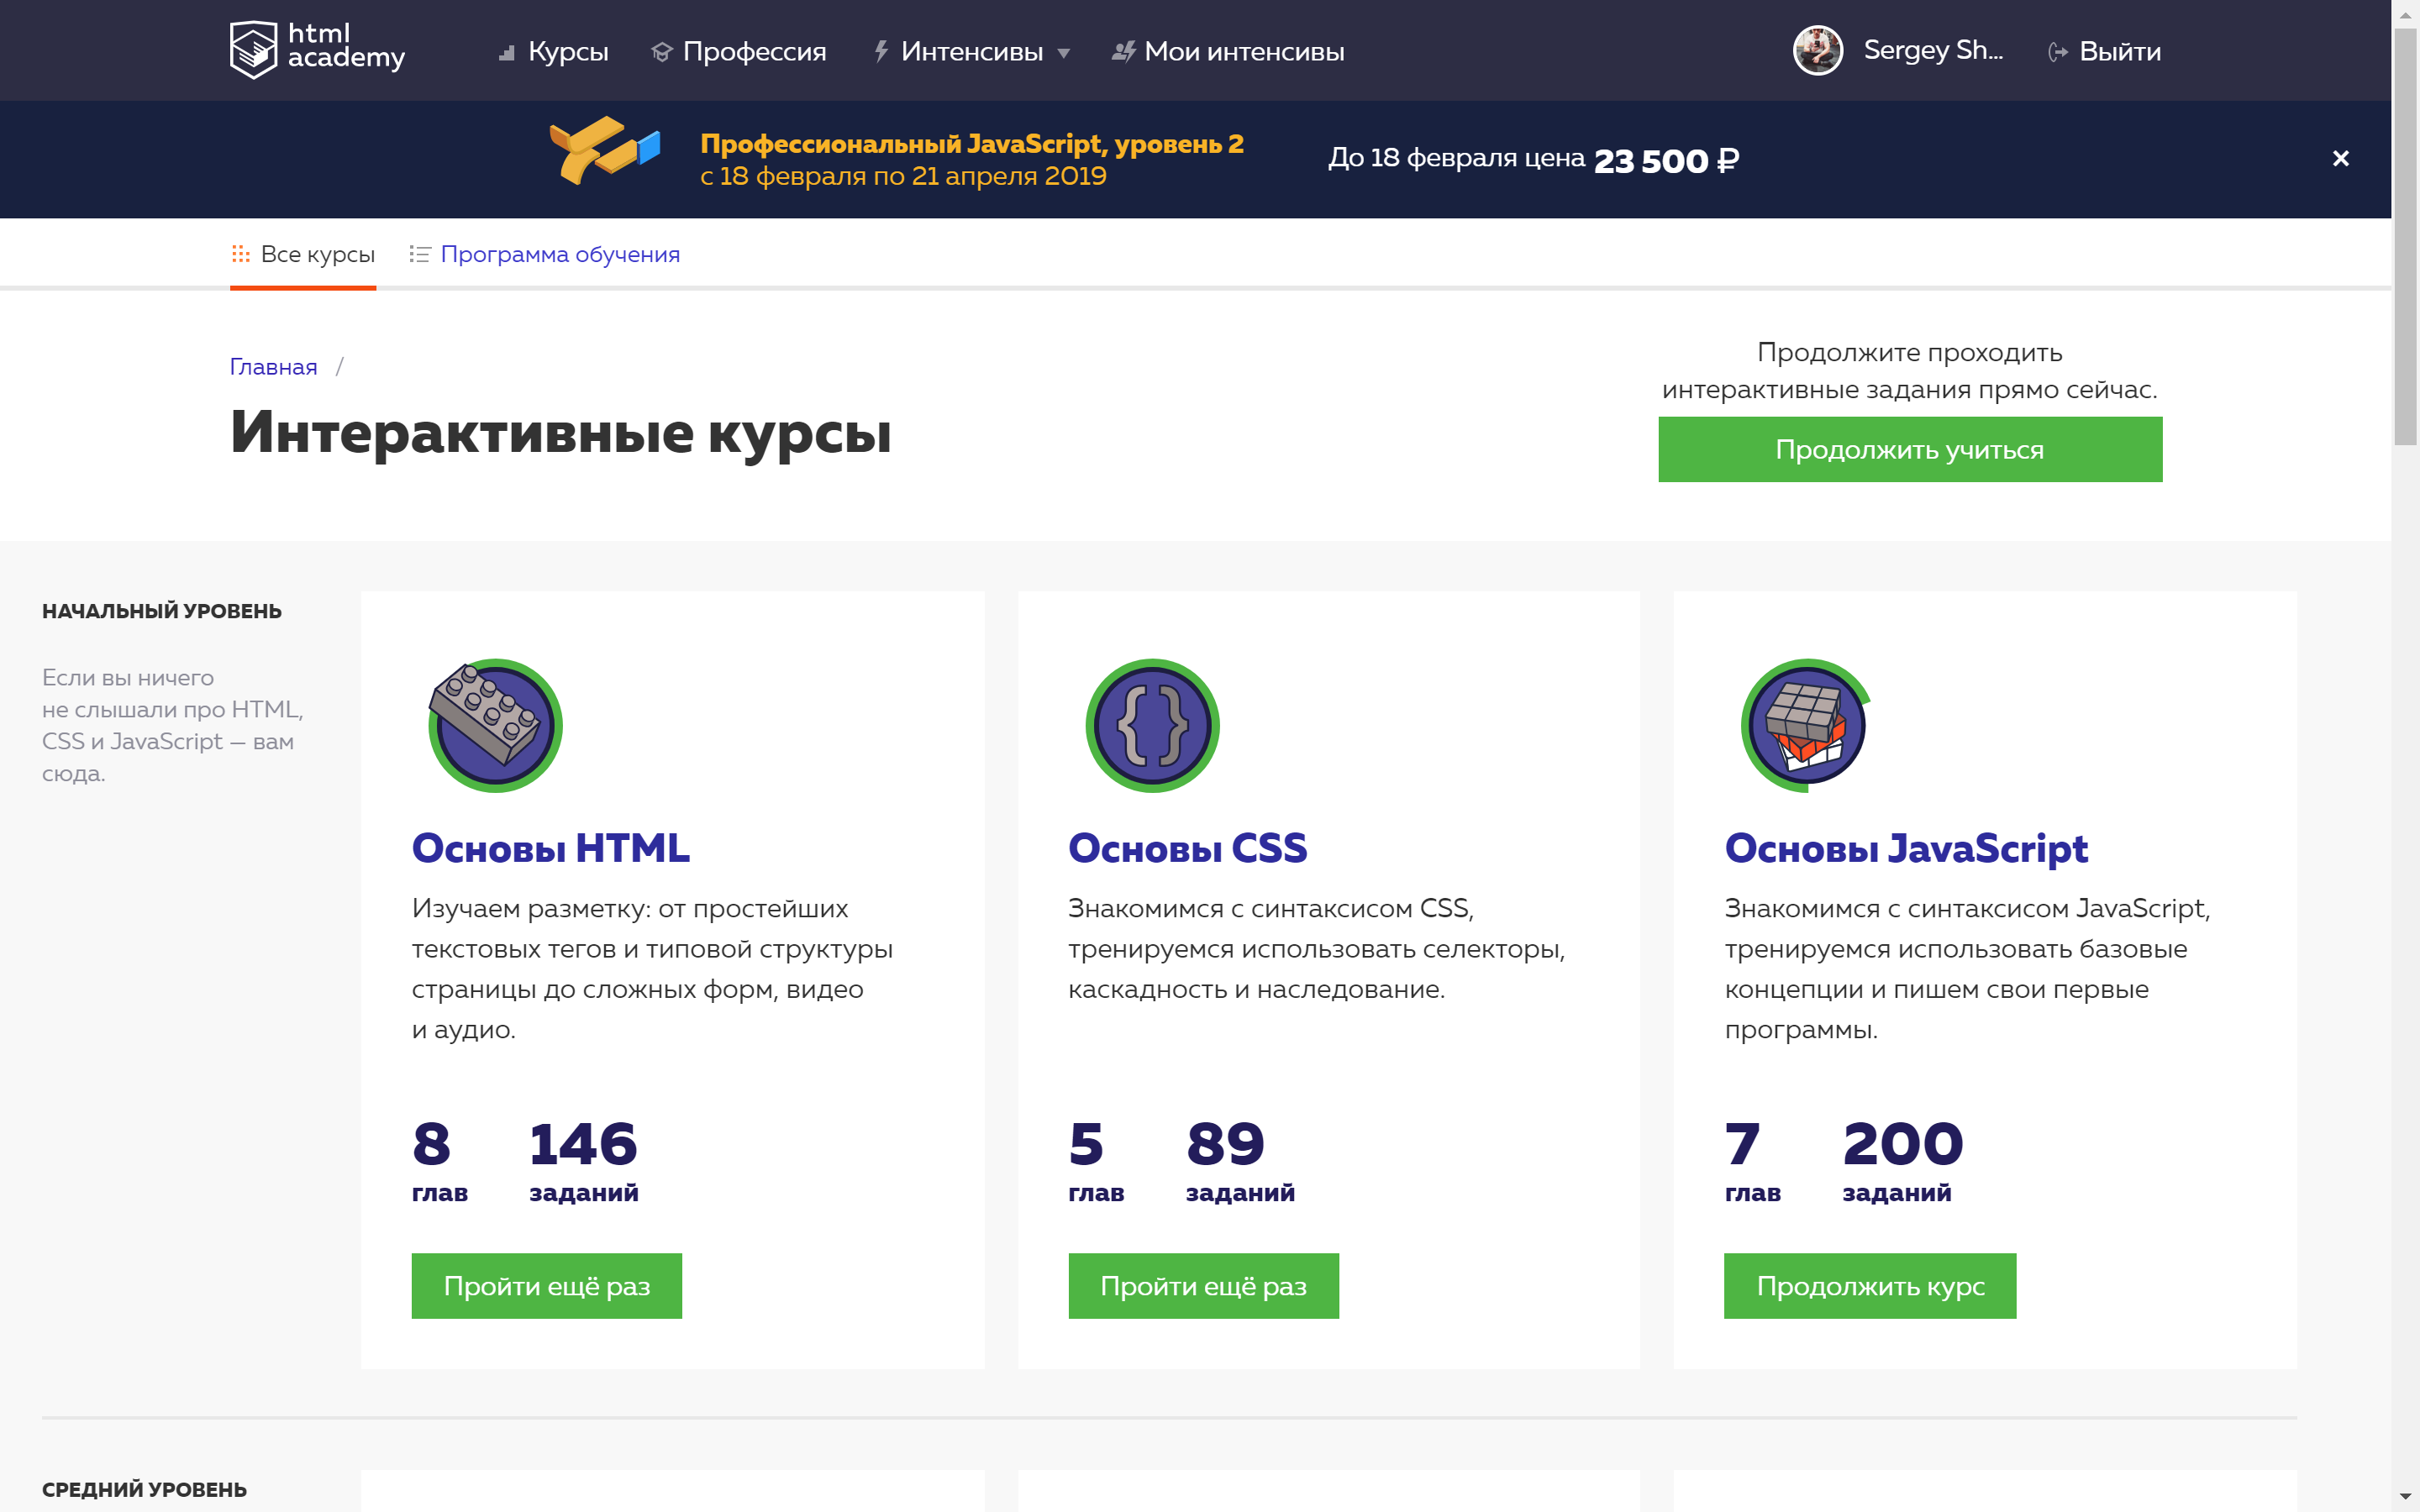 html
academy
Курсы
Профессия
Интенсивы
Мои интенсивы
Sergey Sh...
Выйти
Профессиональный JavaScript, уровень 2
с 18 февраля по 21 апреля 2019
До 18 февраля цена 23 500 ₽
Все курсы
Программа обучения
Главная /
Интерактивные курсы
Продолжите проходить
интерактивные задания прямо сейчас.
Продолжить учиться
НАЧАЛЬНЫЙ УРОВЕНЬ
Если вы ничего
не слышали про HTML,
CSS и JavaScript — вам
сюда.
Основы HTML
Изучаем разметку: от простейших
текстовых тегов и типовой структуры
страницы до сложных форм, видео
и аудио.
8 глав
146 заданий
Пройти ещё раз
Основы CSS
Знакомимся с синтаксисом CSS,
тренируемся использовать селекторы,
каскадность и наследование.
5 глав
89 заданий
Пройти ещё раз
Основы JavaScript
Знакомимся с синтаксисом JavaScript,
тренируемся использовать базовые
концепции и пишем свои первые
программы.
7 глав
200 заданий
Продолжить курс
СРЕДНИЙ УРОВЕНЬ